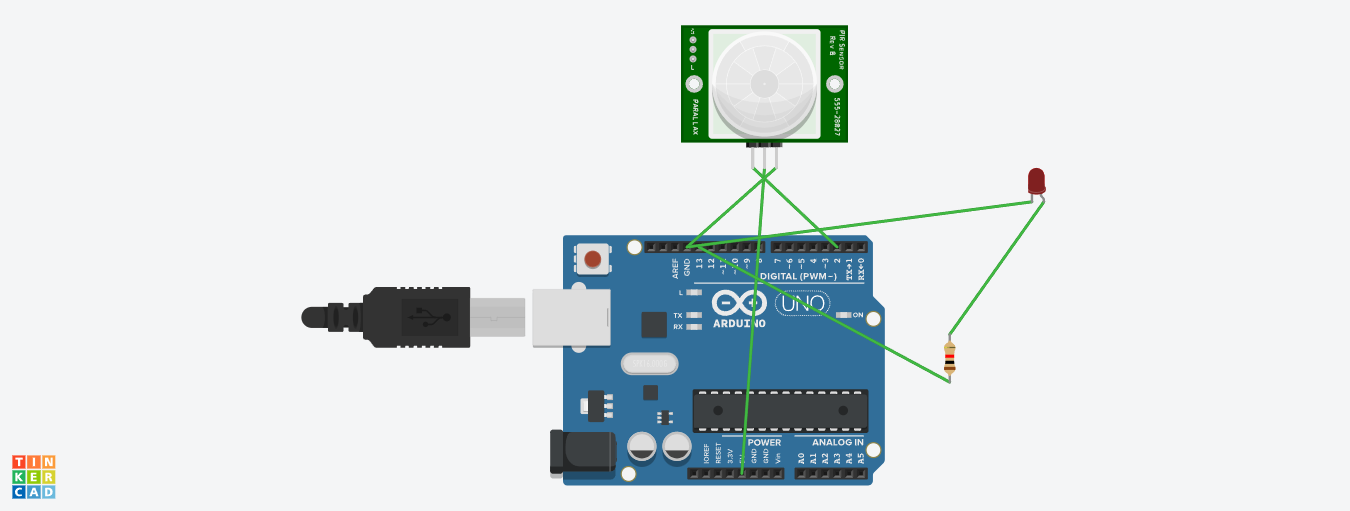 S
L
PIR SENSOR
Rev B
PARALLAX
555-28027
AREF
GND
13
12
~10
~9
8
7
~6
~5
4
~3
2
TX→1
RX←0
DIGITAL (PWM~)
L
TX
RX
ARDUINO
UNO
ON
POWER
ANALOG IN
IOREF
RESET
3.3V
GND
GND
Vin
A0
A1
A2
A3
A4
A5
TIN
KER
CAD